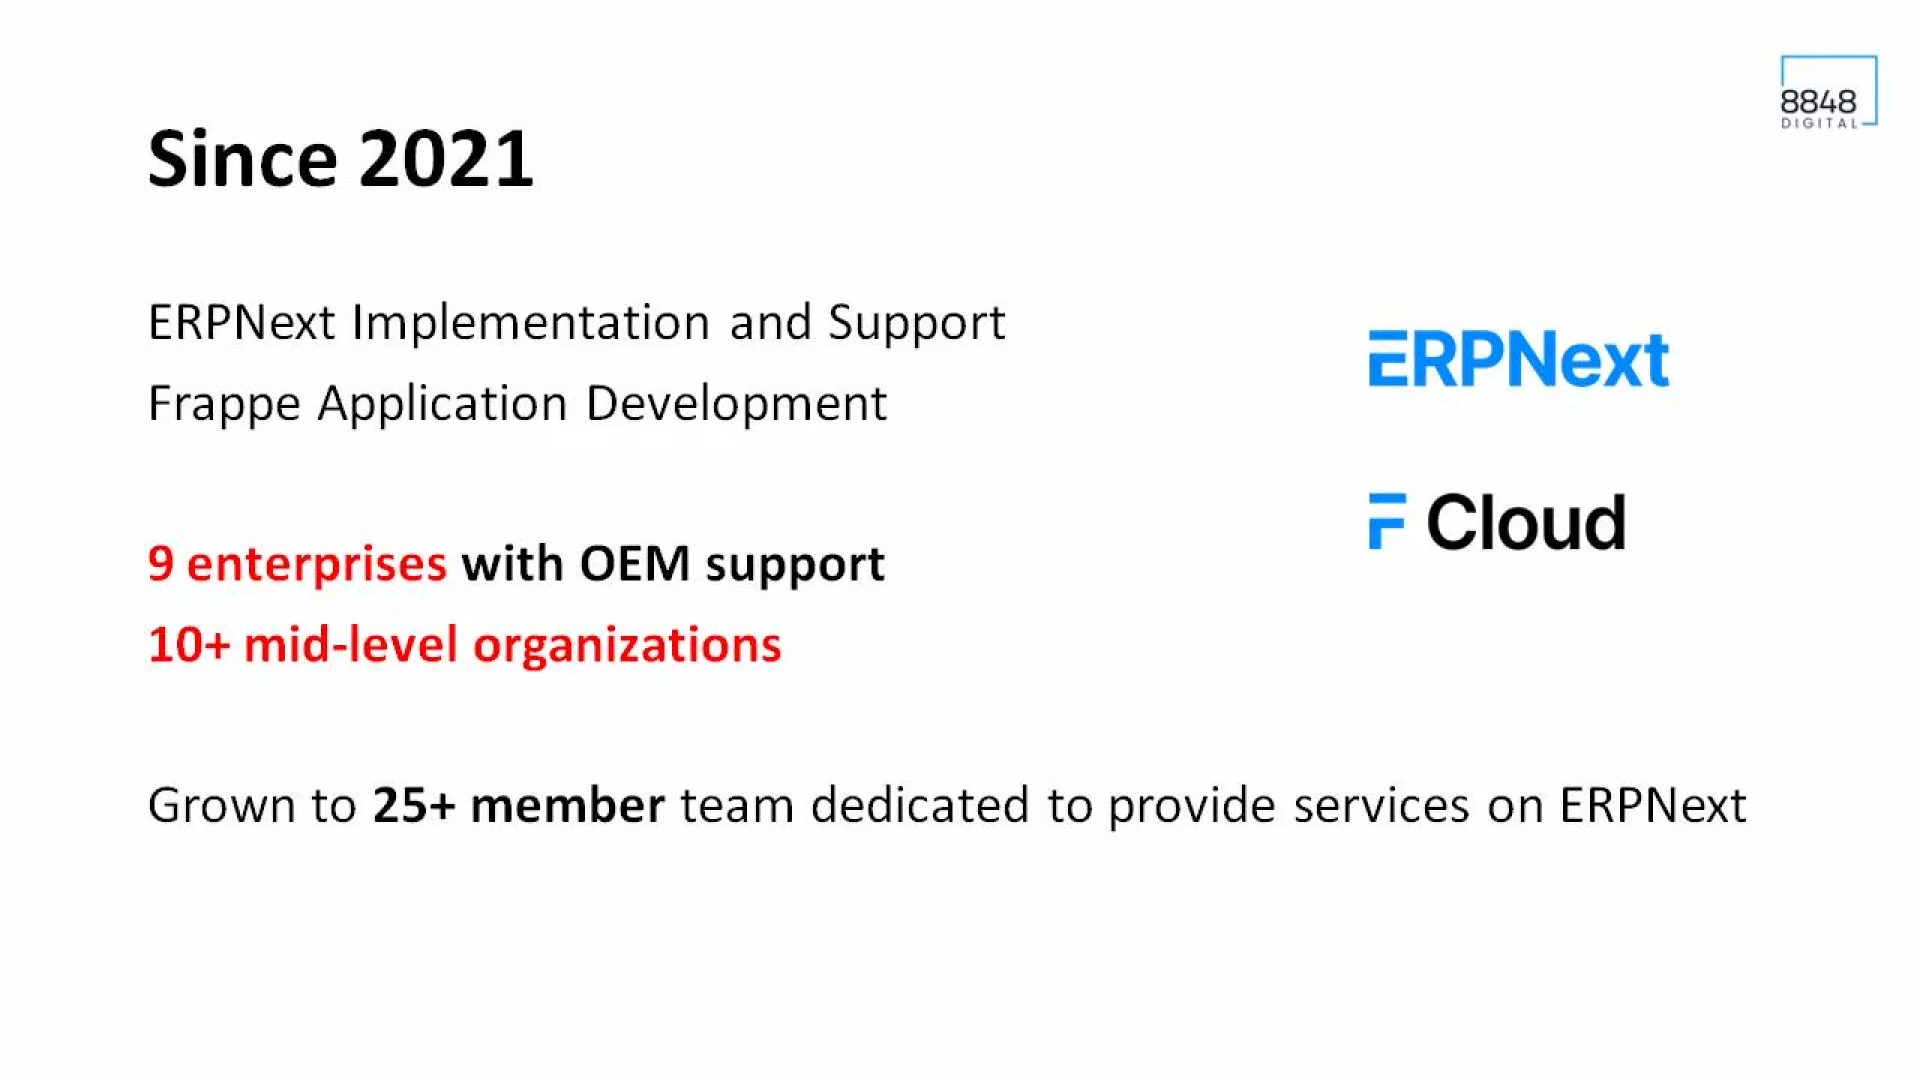 8848
DIGITAL
Since 2021
ERPNext Implementation and Support
Frappe Application Development
ERPNext
F Cloud
9 enterprises with OEM support
10+ mid-level organizations
Grown to 25+ member team dedicated to provide services on ERPNext